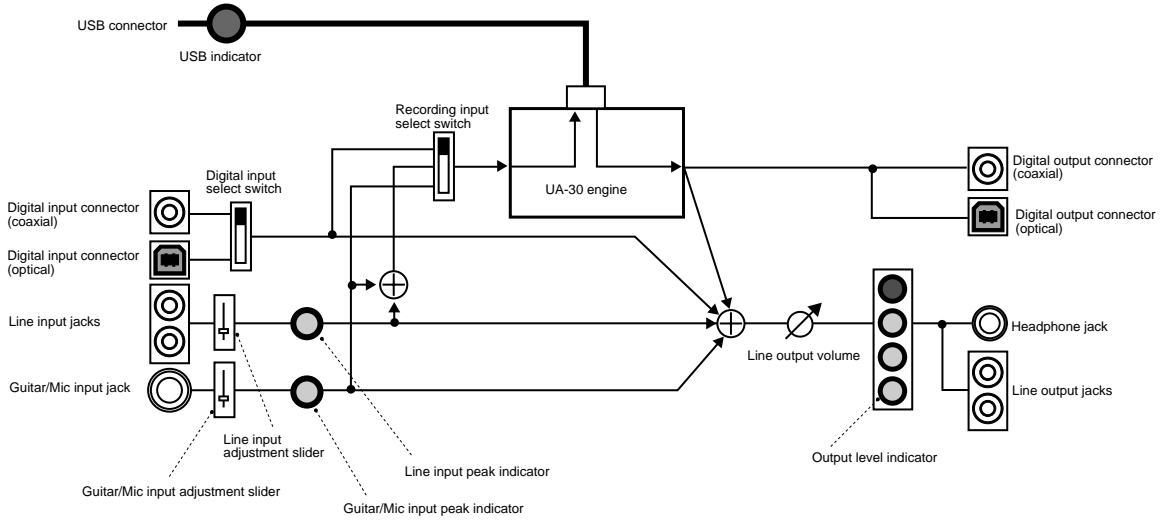 USB connector
USB indicator
Recording input
select switch
Digital input
select switch
UA-30 engine
Digital output connector
(coaxial)
Digital input connector
(coaxial)
Digital output connector
(optical)
Digital input connector
(optical)
Line input jacks
Headphone jack
Line output volume
Guitar/Mic input jack
Line output jacks
Line input
adjustment slider
Output level indicator
Line input peak indicator
Guitar/Mic input adjustment slider
Guitar/Mic input peak indicator